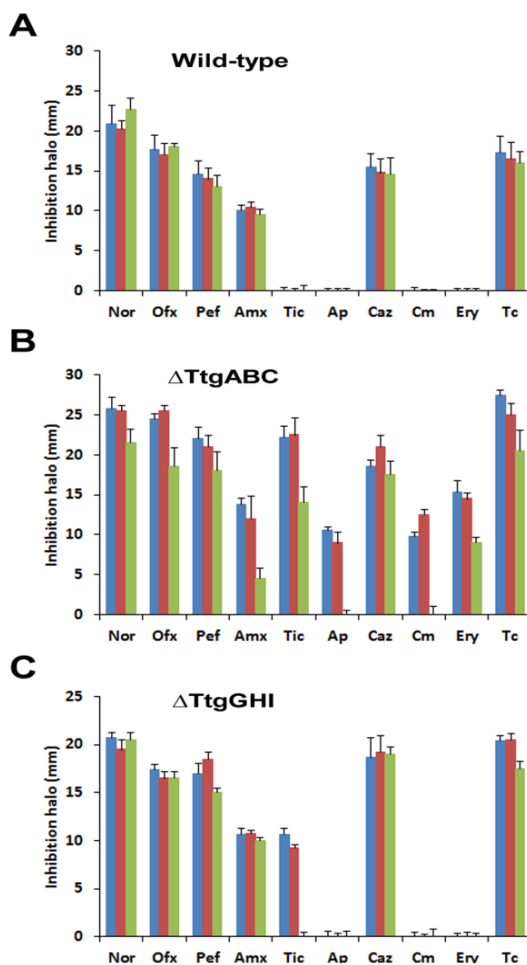 A
Wild-type
Inhibition halo (mm)
30
25
20
15
10
5
0
Nor Ofx Pef Amx Tic Ap Caz Cm Ery Tc
B
ΔTtgABC
Inhibition halo (mm)
30
25
20
15
10
5
0
Nor Ofx Pef Amx Tic Ap Caz Cm Ery Tc
C
ΔTtgGHI
Inhibition halo (mm)
25
20
15
10
5
0
Nor Ofx Pef Amx Tic Ap Caz Cm Ery Tc